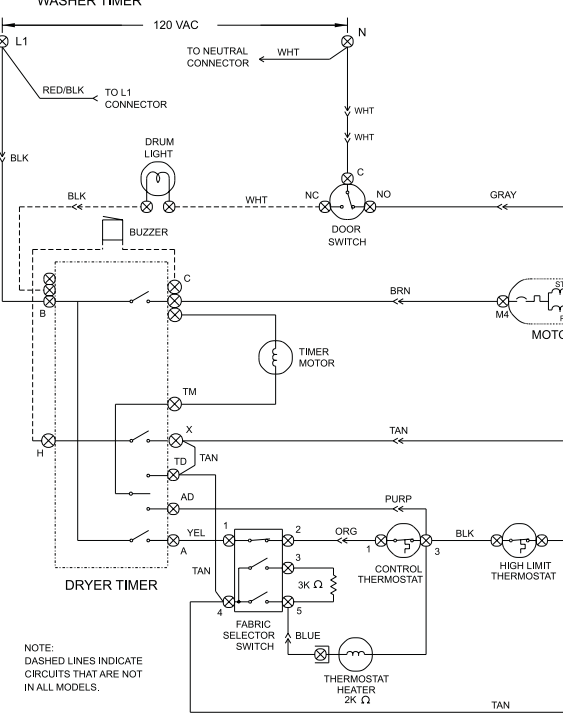 WASHER TIMER
120 VAC
L1
N
TO NEUTRAL
CONNECTOR
WHT
RED/BLK
TO L1
CONNECTOR
WHT
WHT
BLK
DRUM
LIGHT
C
BLK
WHT
NC
NO
GRAY
BUZZER
DOOR
SWITCH
C
BRN
B
M4
MOTO
TIMER
MOTOR
TM
X
TAN
H
TD
TAN
AD
PURP
YEL
1
2
ORG
BLK
A
1
3
TAN
3
CONTROL
THERMOSTAT
HIGH LIMIT
THERMOSTAT
DRYER TIMER
3K Ω
4
5
FABRIC
SELECTOR
SWITCH
BLUE
NOTE:
DASHED LINES INDICATE
CIRCUITS THAT ARE NOT
IN ALL MODELS.
THERMOSTAT
HEATER
2K Ω
TAN